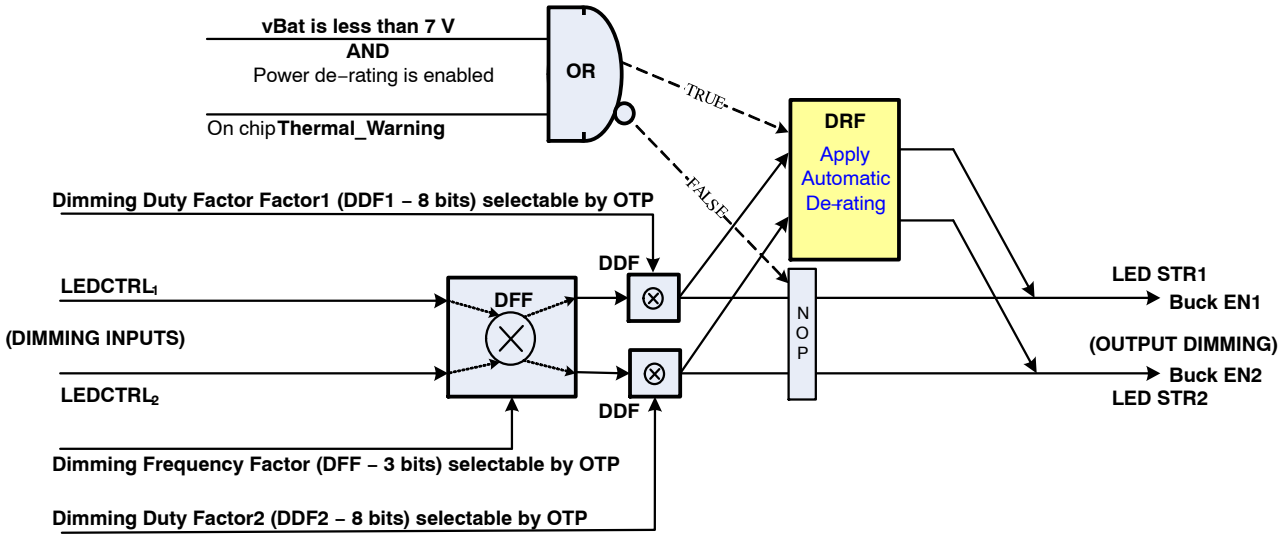 vBat is less than 7 V
AND
Power de−rating is enabled
OR
On chip Thermal_Warning
TRUE
FALSE
DRF
Apply
Automatic
De−rating
Dimming Duty Factor Factor1 (DDF1 − 8 bits) selectable by OTP
DDF
⊗
LEDCTRL1
DFF
NOP
LED STR1
Buck EN1
(DIMMING INPUTS)
(OUTPUT DIMMING)
LEDCTRL2
⊗
DDF
Buck EN2
LED STR2
Dimming Frequency Factor (DFF − 3 bits) selectable by OTP
Dimming Duty Factor2 (DDF2 − 8 bits) selectable by OTP